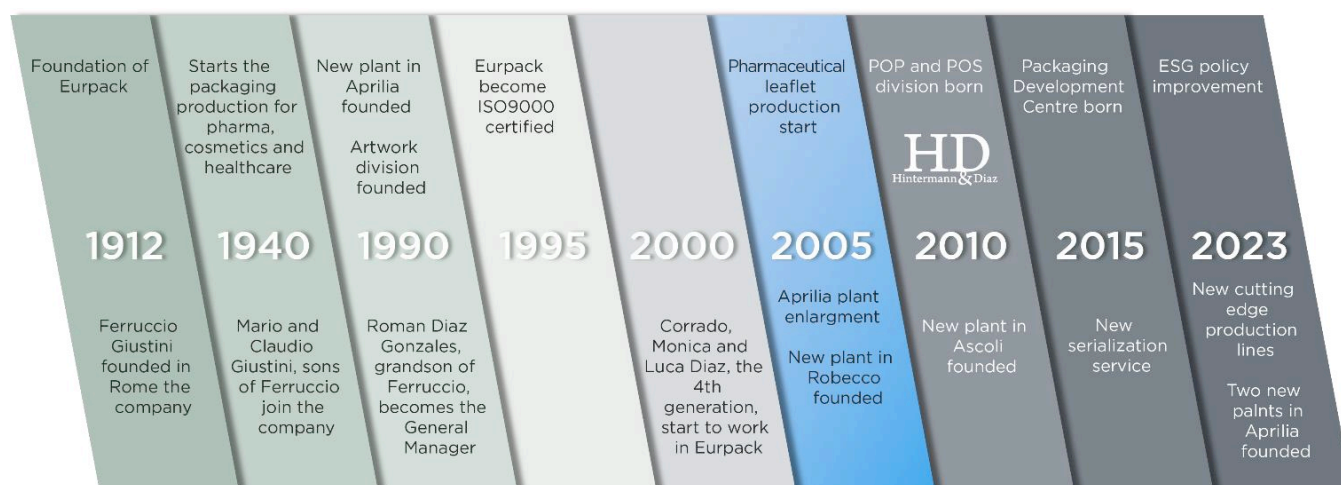 Foundation of
Eurpack
1912
Ferruccio
Giustini
founded in
Rome the
company
Starts the
packaging
production for
pharma,
cosmetics and
healthcare
1940
Mario and
Claudio
Giustini, sons
of Ferruccio
join the
company
New plant in
Aprilia
founded
Artwork
division
founded
1990
Roman Diaz
Gonzales,
grandson of
Ferruccio,
becomes the
General
Manager
Eurpack
become
ISO9000
certified
1995
2000
Corrado,
Monica and
Luca Diaz, the
4th
generation,
start to work
in Eurpack
Pharmaceutical
leaflet
production
start
2005
Aprilia plant
enlargment
New plant in
Robecco
founded
POP and POS
division born
HD
Hintermann&Diaz
2010
New plant in
Ascoli
founded
Packaging
Development
Centre born
2015
New
serialization
service
ESG policy
improvement
2023
New cutting
edge
production
lines
Two new
palnts in
Aprilia
founded